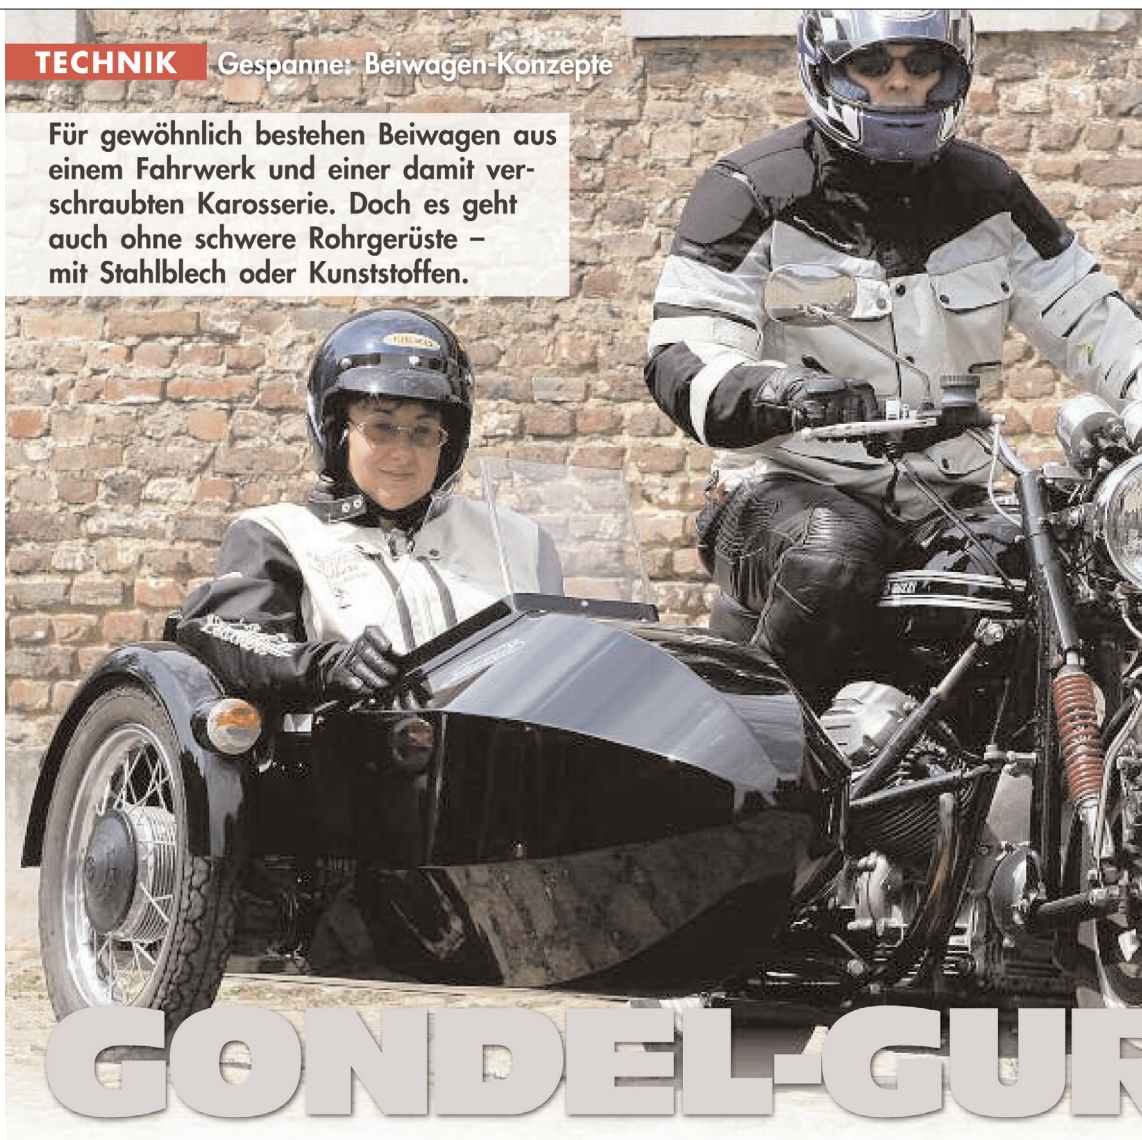 TECHNIK Gespanne: Beiwagen-Konzepte
Für gewöhnlich bestehen Beiwagen aus
einem Fahrwerk und einer damit ver-
schraubten Karosserie. Doch es geht
auch ohne schwere Rohrgerüste –
mit Stahlblech oder Kunststoffen.
GONDEL-GUR